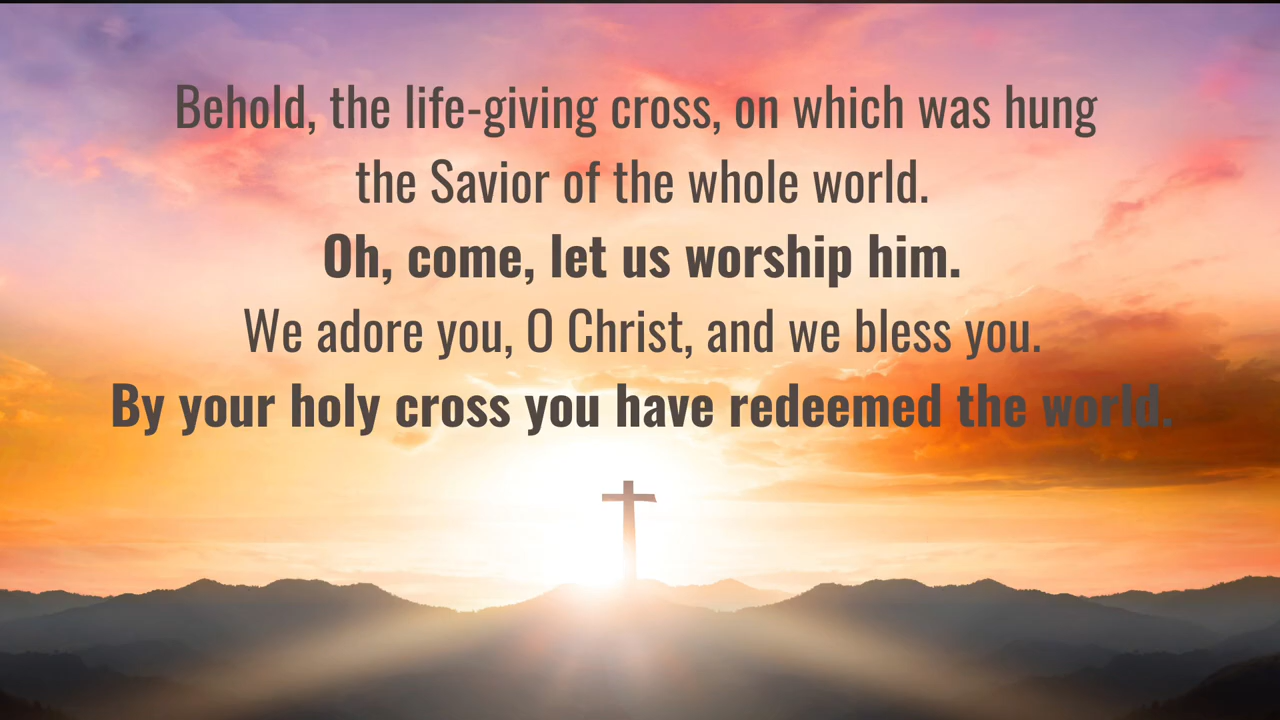 Behold, the life-giving cross, on which was hung
the Savior of the whole world.
Oh, come, let us worship him.
We adore you, O Christ, and we bless you.
By your holy cross you have redeemed the world.